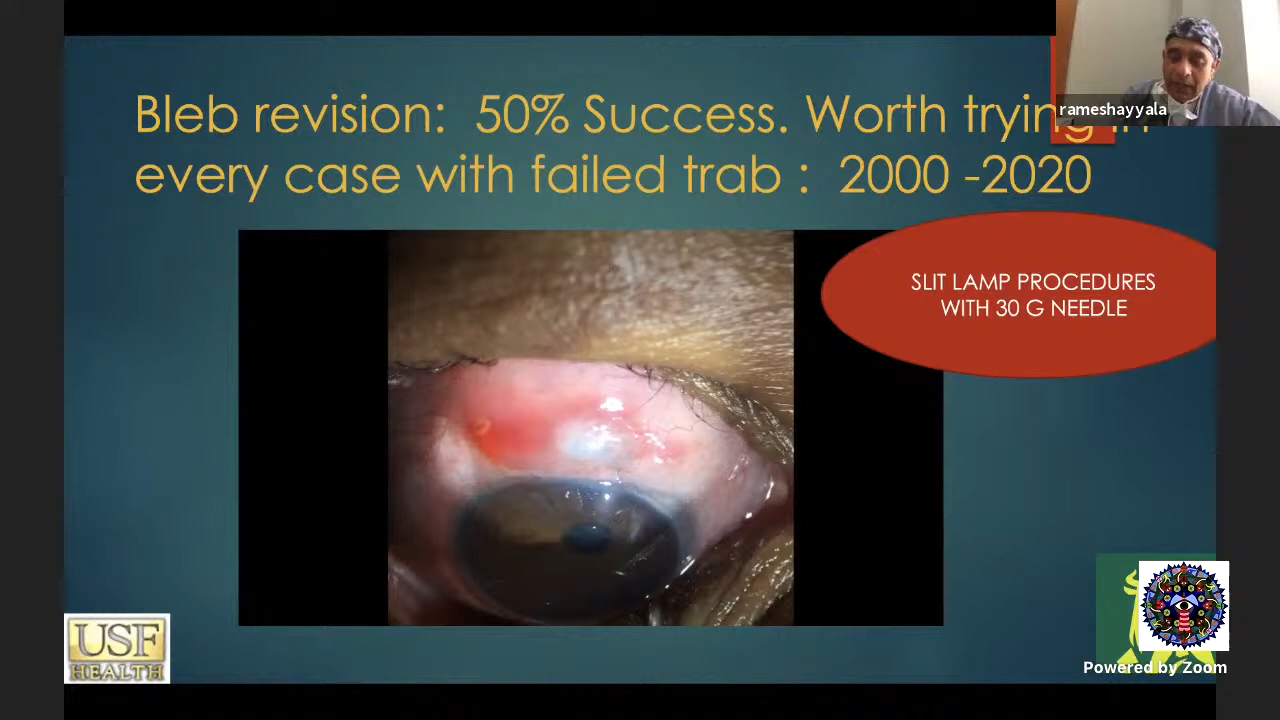 Bleb revision: 50% Success. Worth trying in
every case with failed trab : 2000 -2020
rameshayyala
SLIT LAMP PROCEDURES
WITH 30 G NEEDLE
USF
HEALTH
Powered by Zoom